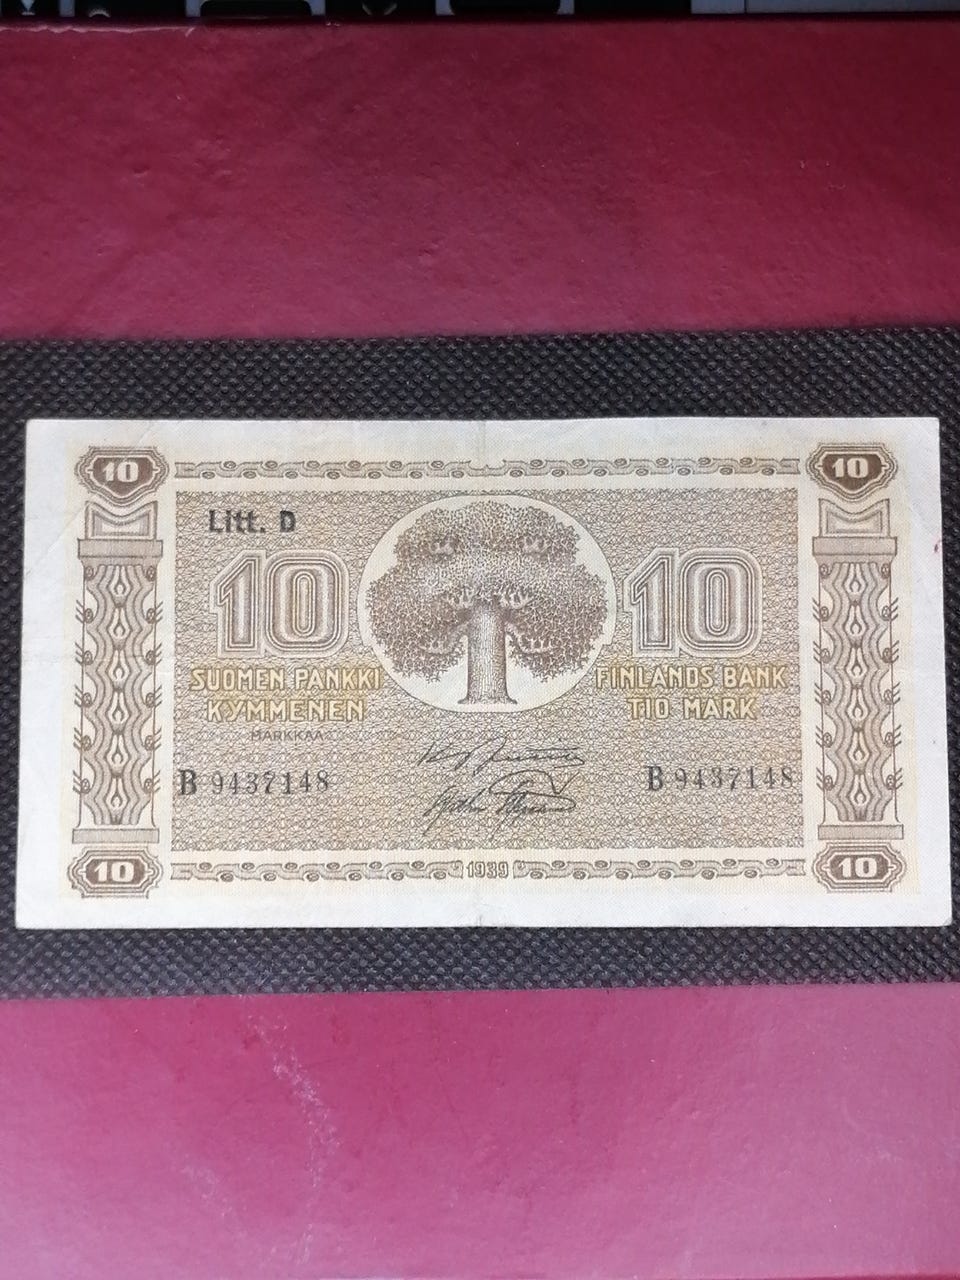 10 10
Litt. D
10 10
SUOMEN PANKKI FINLANDS BANK
KYMMENEN TIO MARK
MARKKAA
B 9437148 B 9437148
10 1939 10